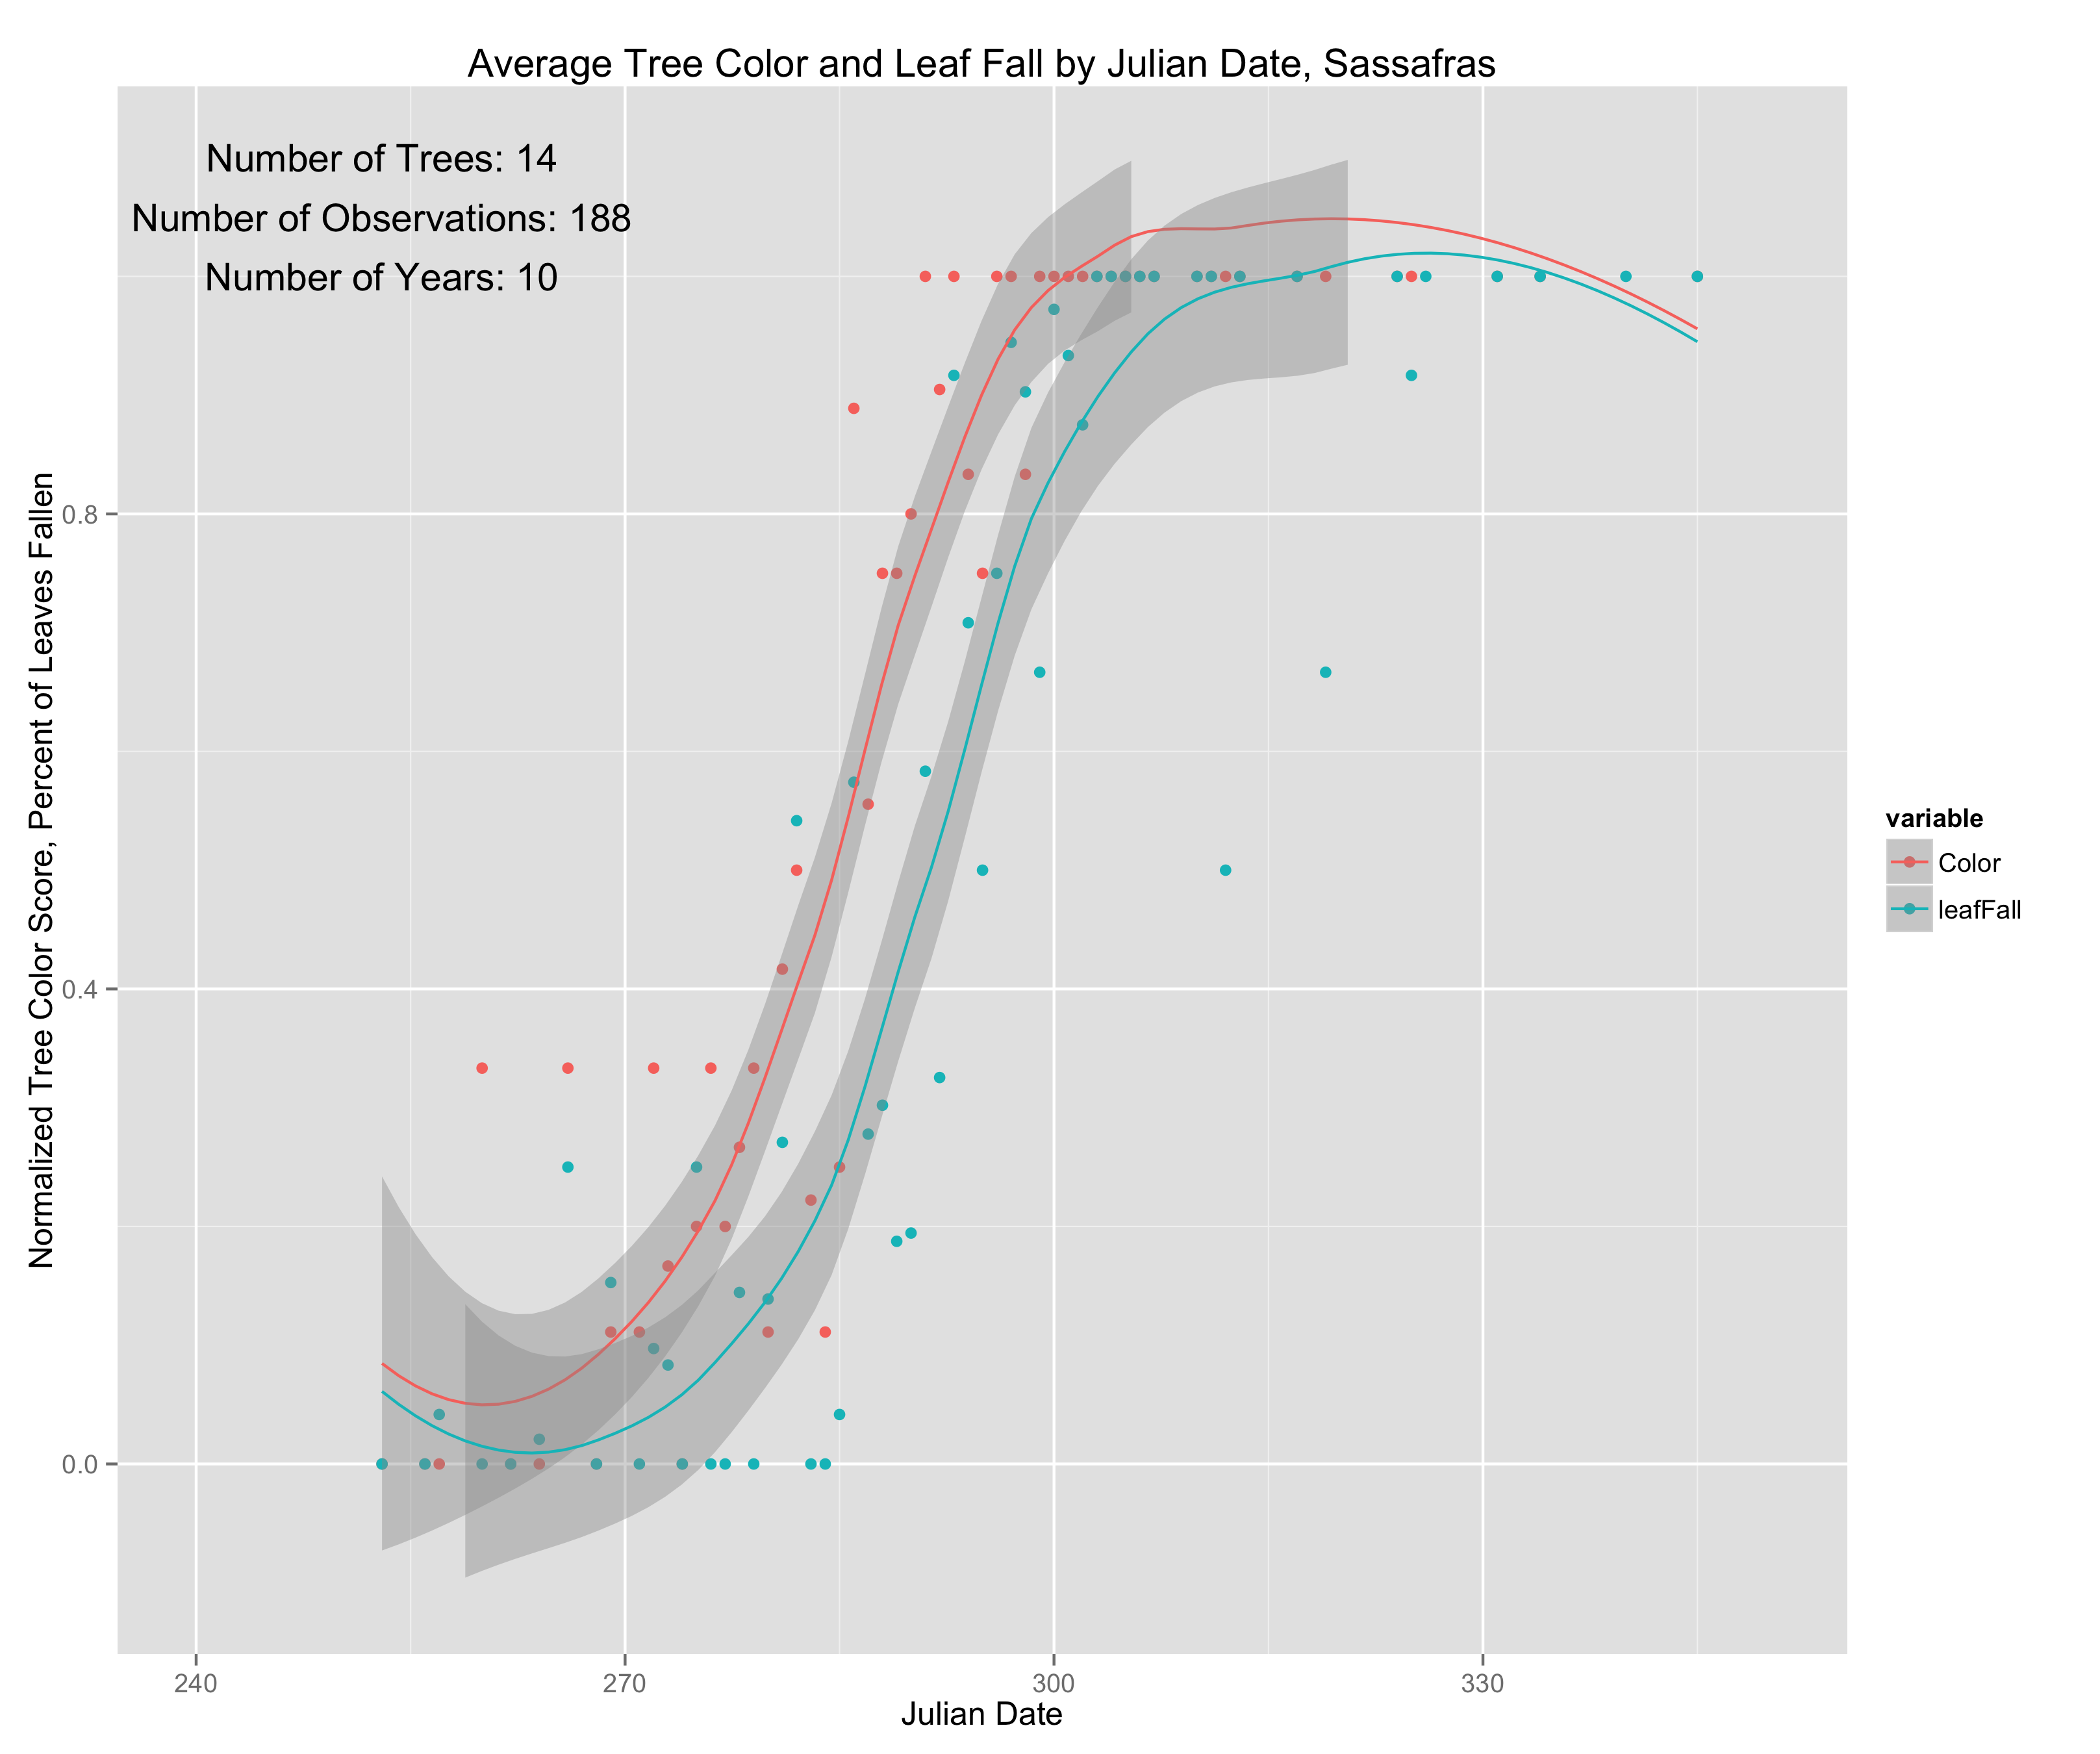 Average Tree Color and Leaf Fall by Julian Date, Sassafras
Number of Trees: 14
Number of Observations: 188
Number of Years: 10
Normalized Tree Color Score, Percent of Leaves Fallen
0.8
0.4
0.0
240
270
300
330
Julian Date
variable
Color
leafFall